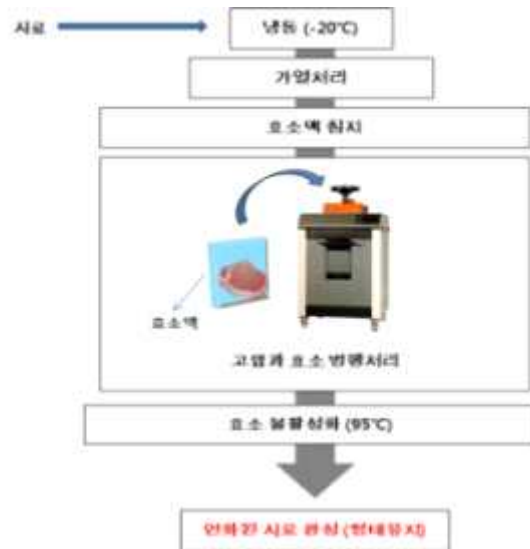 시료
냉동 (-20℃)
가열처리
효소액 침지
효소액
고압과 효소 병행처리
효소 불활성화 (95℃)
연화된 시료 완성 (형태유지)